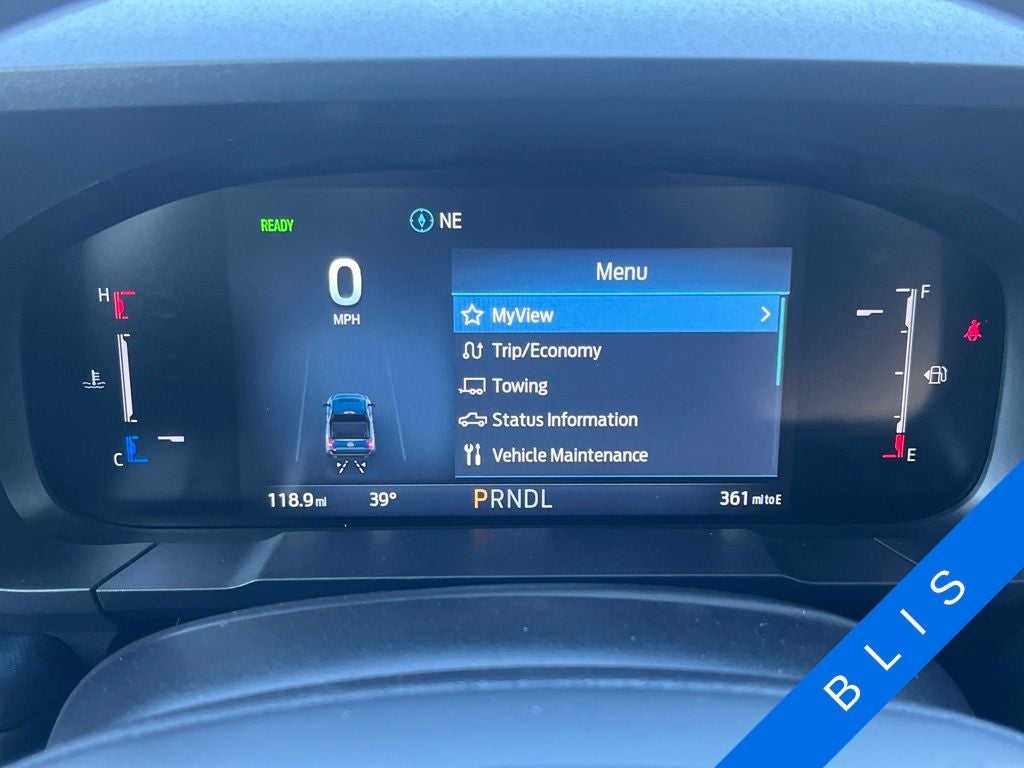 READY
NE
0
MPH
Menu
MyView
Trip/Economy
Towing
Status Information
Vehicle Maintenance
H
C
F
E
118.9 mi
39°
PRNDL
361 mi to E
BLIS